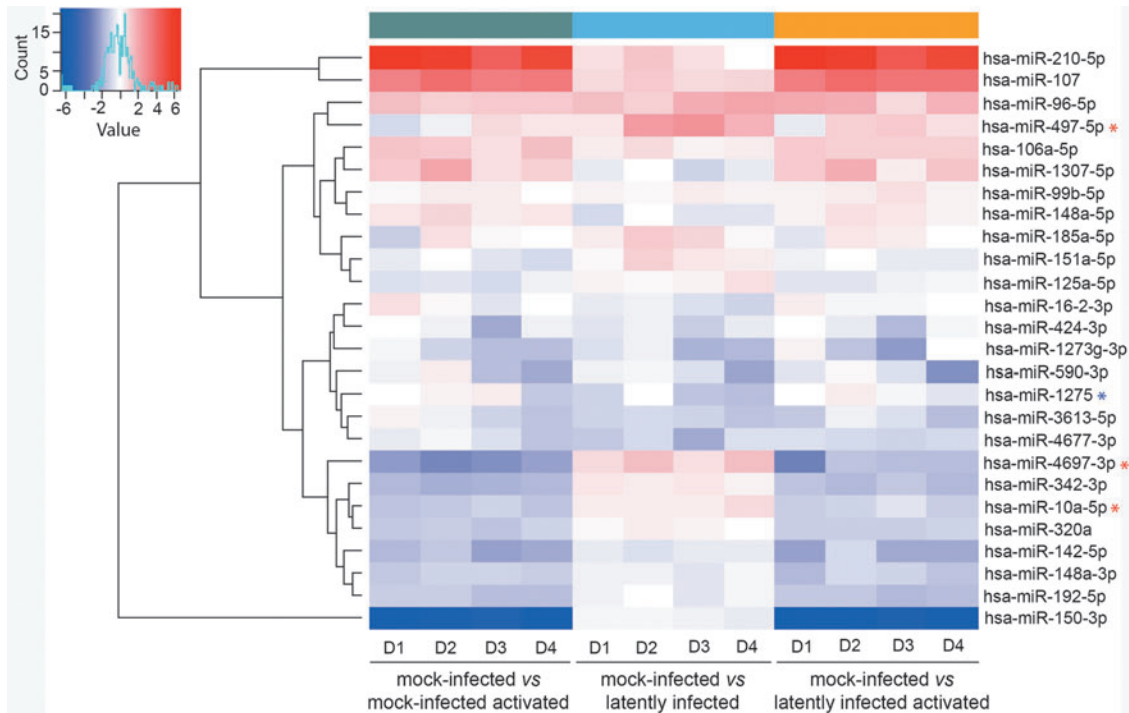 Count
15
5
0
-6 -2 2 4 6
Value
hsa-miR-210-5p
hsa-miR-107
hsa-miR-96-5p
hsa-miR-497-5p *
hsa-106a-5p
hsa-miR-1307-5p
hsa-miR-99b-5p
hsa-miR-148a-5p
hsa-miR-185a-5p
hsa-miR-151a-5p
hsa-miR-125a-5p
hsa-miR-16-2-3p
hsa-miR-424-3p
hsa-miR-1273g-3p
hsa-miR-590-3p
hsa-miR-1275 *
hsa-miR-3613-5p
hsa-miR-4677-3p
hsa-miR-4697-3p *
hsa-miR-342-3p
hsa-miR-10a-5p *
hsa-miR-320a
hsa-miR-142-5p
hsa-miR-148a-3p
hsa-miR-192-5p
hsa-miR-150-3p
D1 D2 D3 D4 D1 D2 D3 D4 D1 D2 D3 D4
mock-infected vs
mock-infected activated
mock-infected vs
latently infected
mock-infected vs
latently infected activated